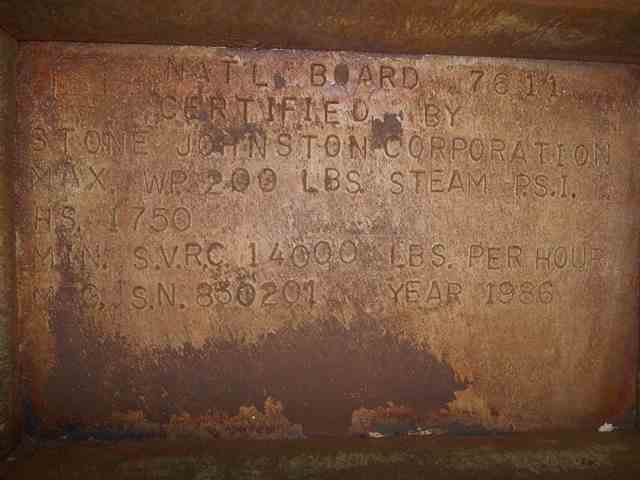 NAT'L. BOARD 7611
CERTIFIED BY
STONE JOHNSTON CORPORATION
MAX. W.P. 200 LBS. STEAM P.S.I.
H.S. 1750
MIN. S.V.R.C. 14000 LBS. PER HOUR
MFG. S.N. 850201 YEAR 1986